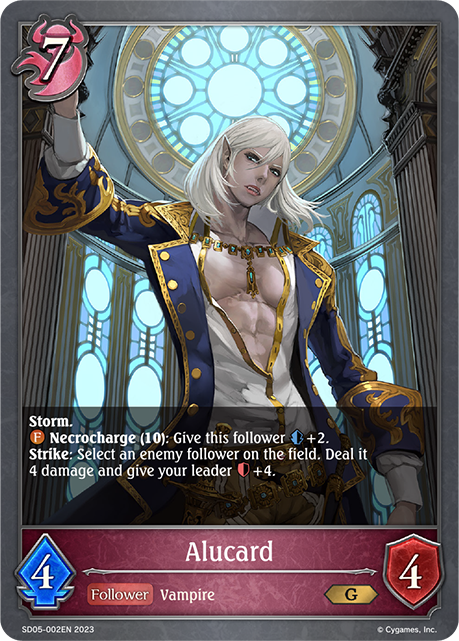 7
Storm.
F Necrocharge (10): Give this follower +2.
Strike: Select an enemy follower on the field. Deal it
4 damage and give your leader +4.
Alucard
4
Follower Vampire G
4
SD05-002EN 2023 © Cygames, Inc.